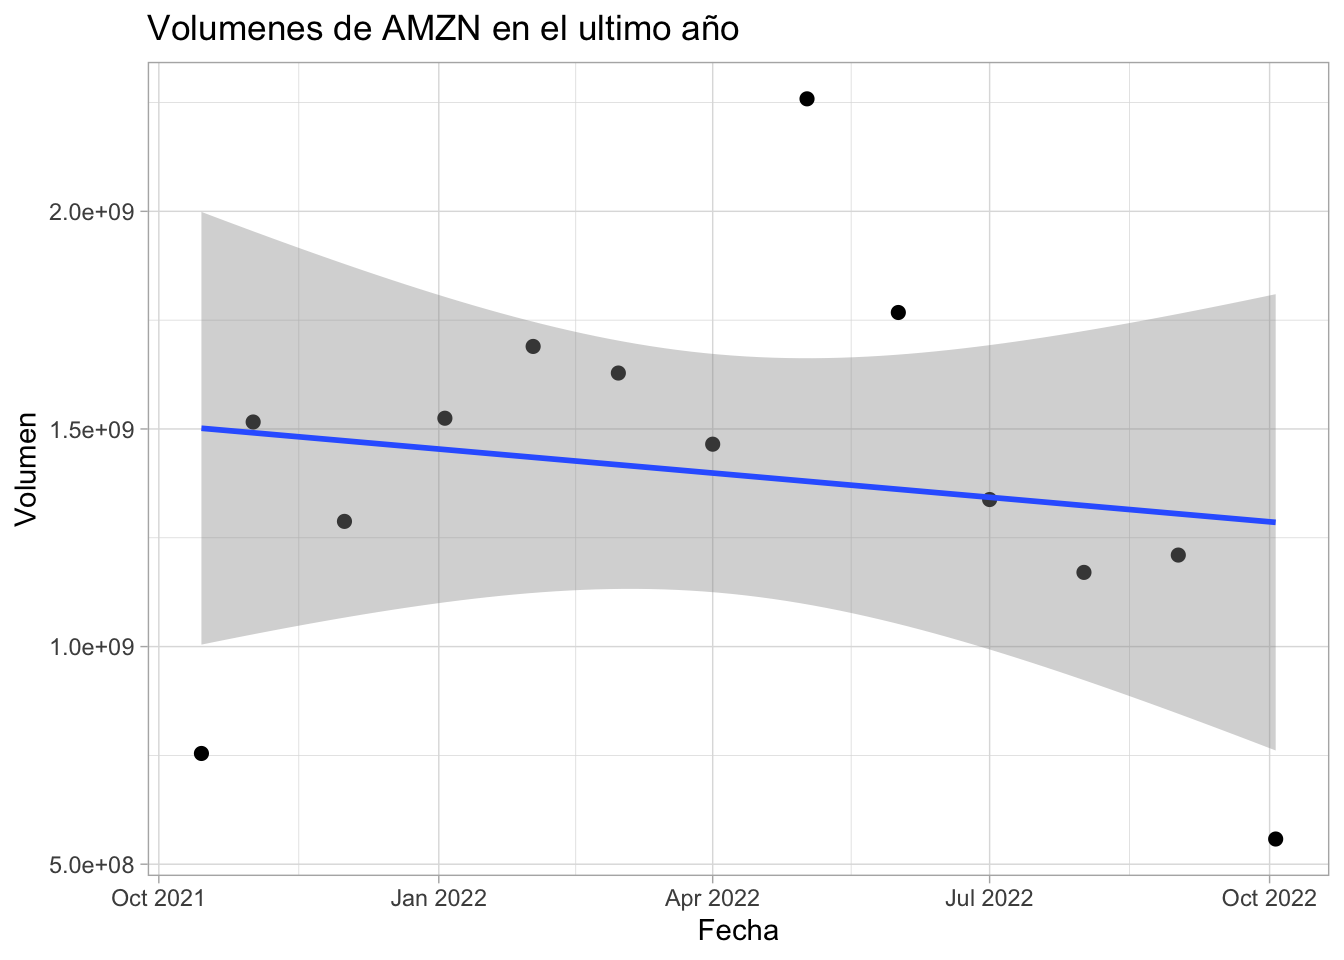 Volumenes de AMZN en el ultimo año
Volumen
2.0e+09
1.5e+09
1.0e+09
5.0e+08
Oct 2021 Jan 2022 Apr 2022 Jul 2022 Oct 2022
Fecha